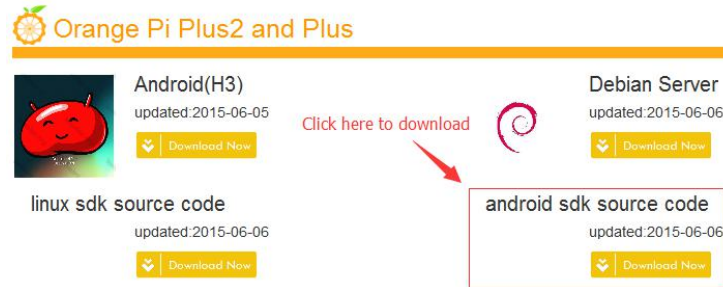 Orange Pi Plus2 and Plus
Android(H3)
updated:2015-06-05
Download Now
Debian Server
updated:2015-06-06
Download Now
Click here to download
linux sdk source code
updated:2015-06-06
Download Now
android sdk source code
updated:2015-06-06
Download Now